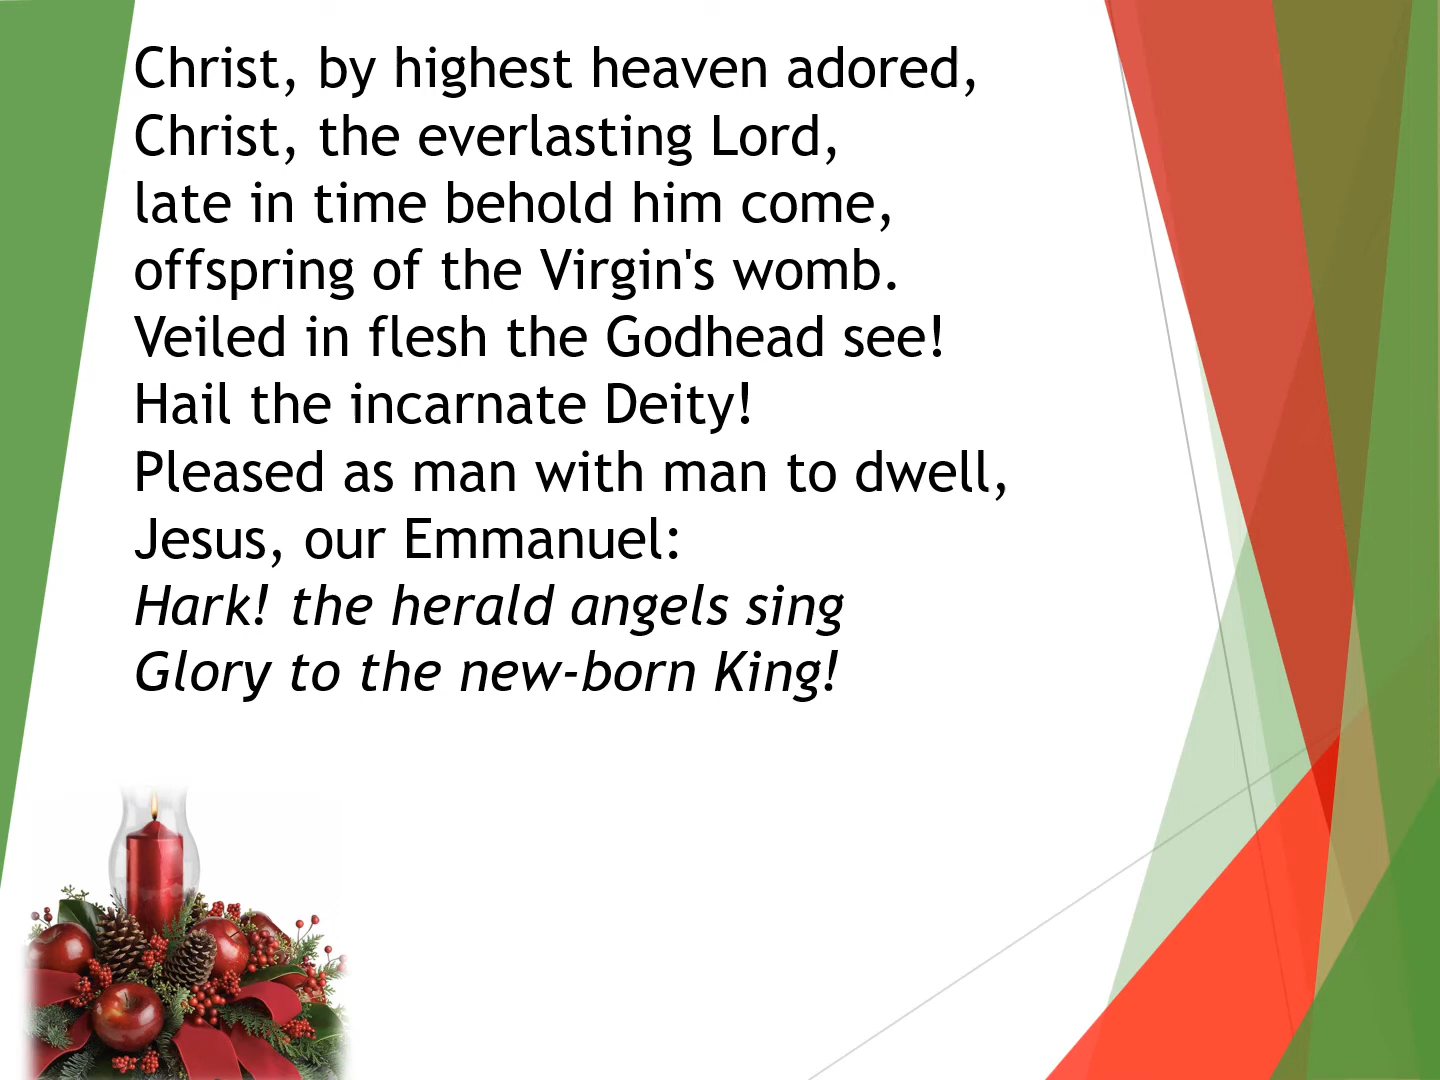 Christ, by highest heaven adored,
Christ, the everlasting Lord,
late in time behold him come,
offspring of the Virgin's womb.
Veiled in flesh the Godhead see!
Hail the incarnate Deity!
Pleased as man with man to dwell,
Jesus, our Emmanuel:
Hark! the herald angels sing
Glory to the new-born King!